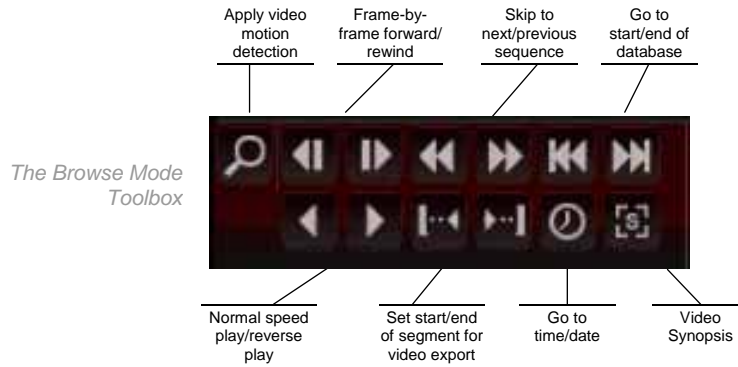 Apply video
motion
detection
Frame-by-
frame forward/
rewind
Skip to
next/previous
sequence
Go to
start/end of
database
The Browse Mode
Toolbox
S
Normal speed
play/reverse
play
Set start/end
of segment for
video export
Go to
time/date
Video
Synopsis